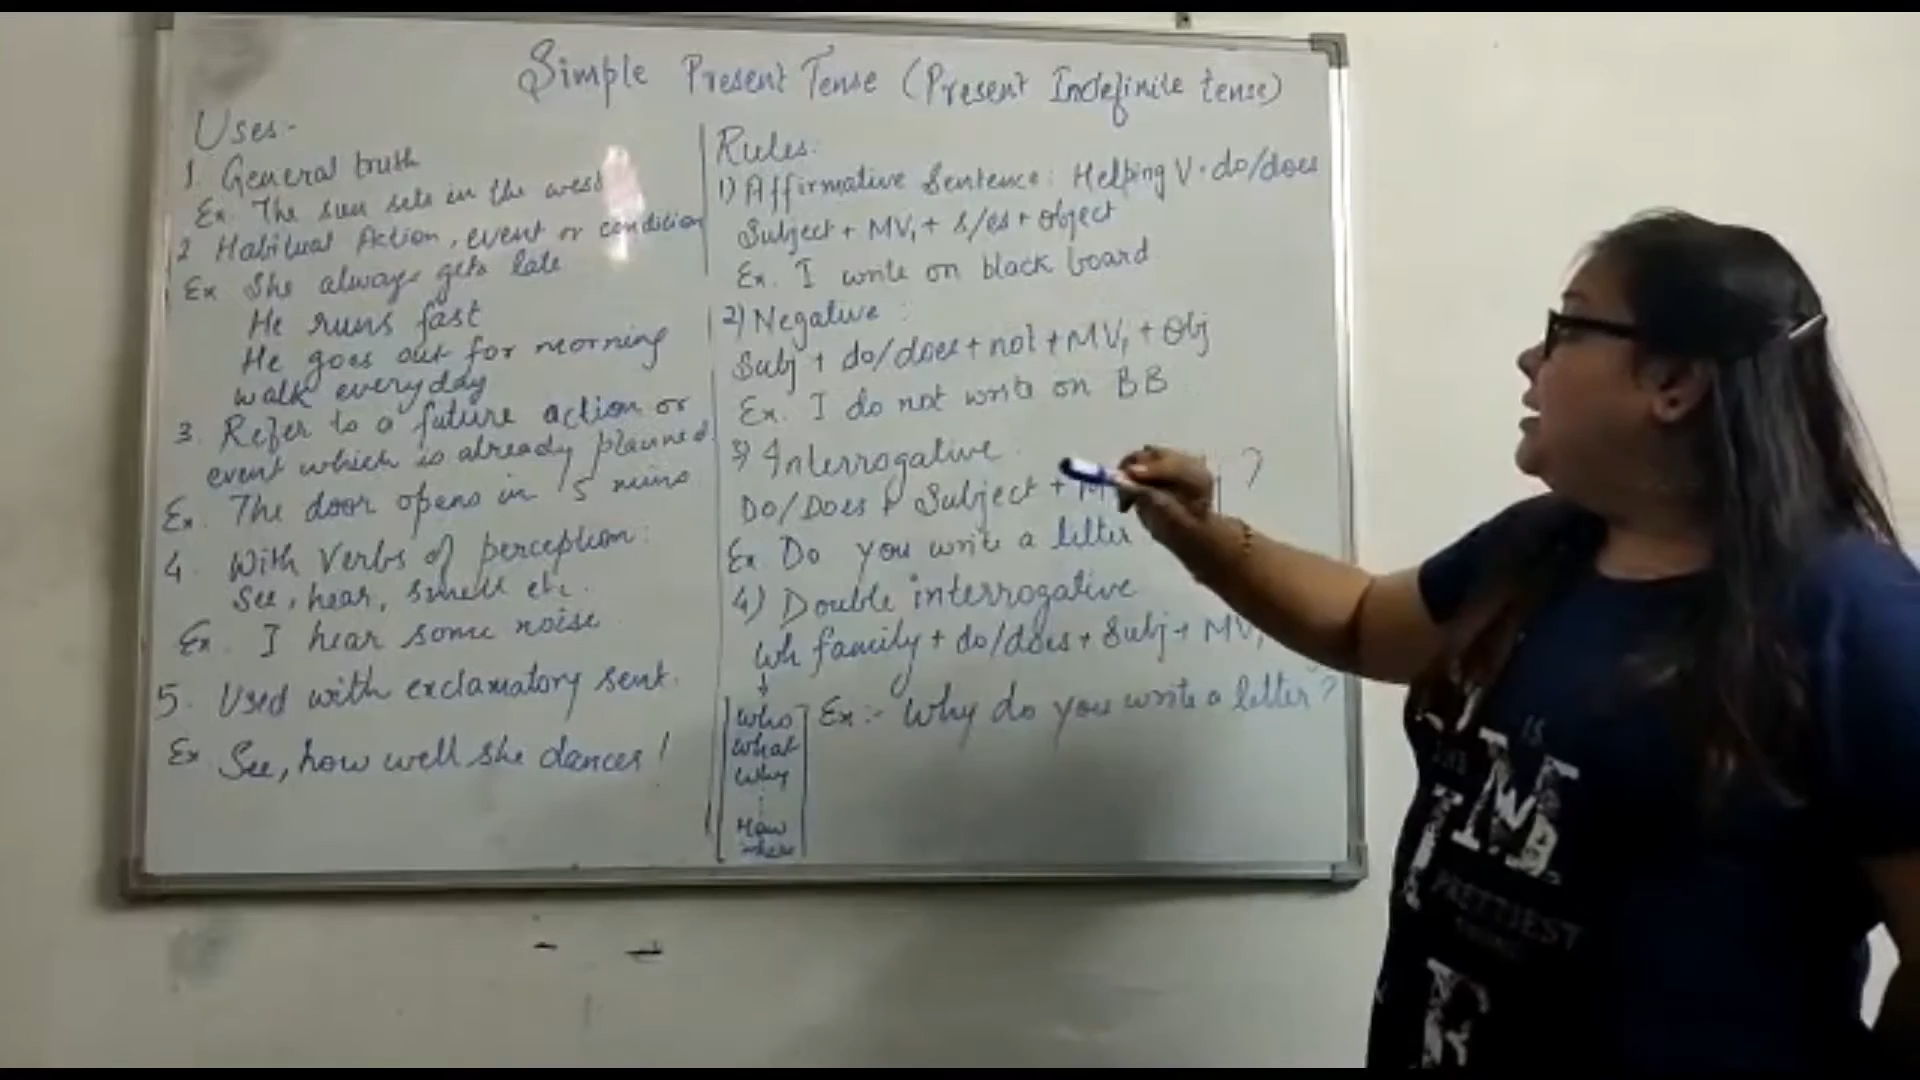 Simple Present Tense (Present Indefinite tense)
Uses -
1. General truth
Ex. The sun sets in the west
2 Habitual Action, event or condition
Ex She always gets late
He runs fast
He goes out for morning
walk everyday
3. Refer to a future action or
event which is already planned
Ex. The door opens in 5 mins
4. With Verbs of perception:
See, hear, smell etc.
Ex. I hear some noise
5. Used with exclamatory sent.
Ex. See, how well she dances!
Rules:
1) Affirmative Sentence: Helping V. do/does
Subject + MV1 + s/es + object
Ex. I write on black board
2) Negative :
Subj + do/does + not + MV1 + Obj
Ex. I do not write on BB
3) Interrogative
Do/Does + Subject + ?
Ex Do you write a letter
4) Double interrogative
Wh family + do/does + Subj + MV1
Ex :- Why do you write a letter?
Who
What
Why
How
where
IS
PRETTIEST